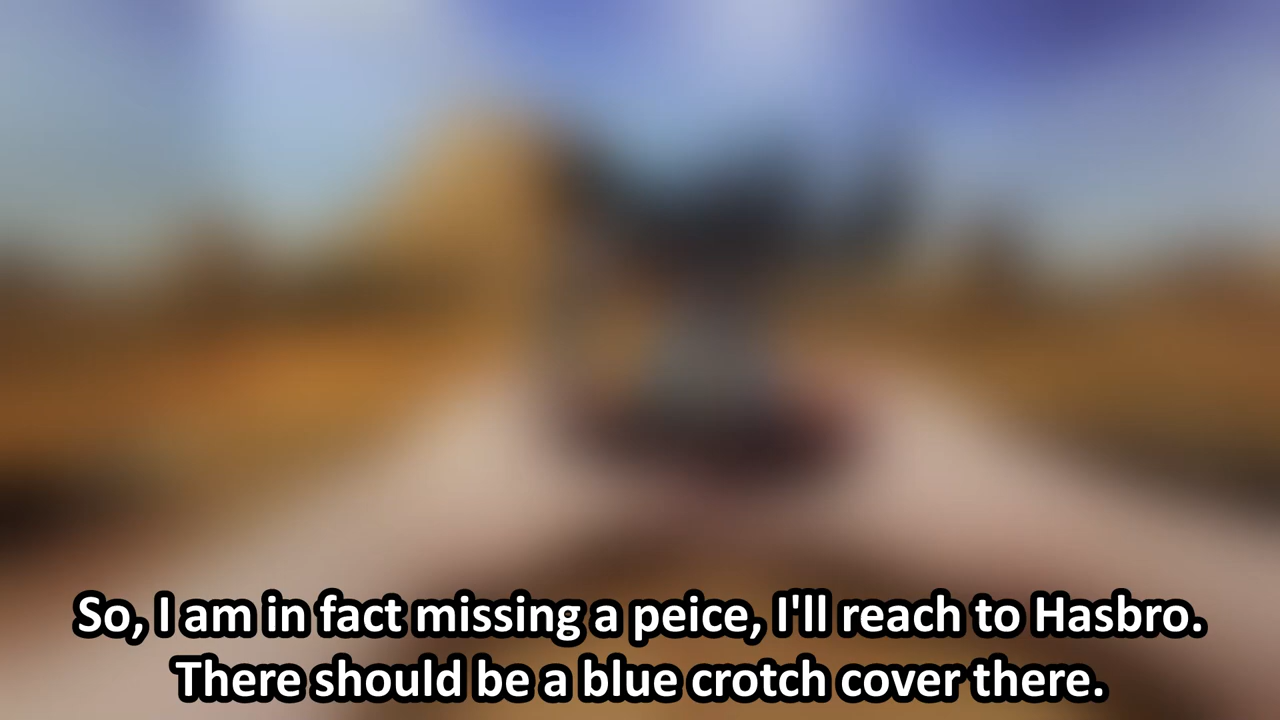 So, I am in fact missing a peice, I'll reach to Hasbro.
There should be a blue crotch cover there.